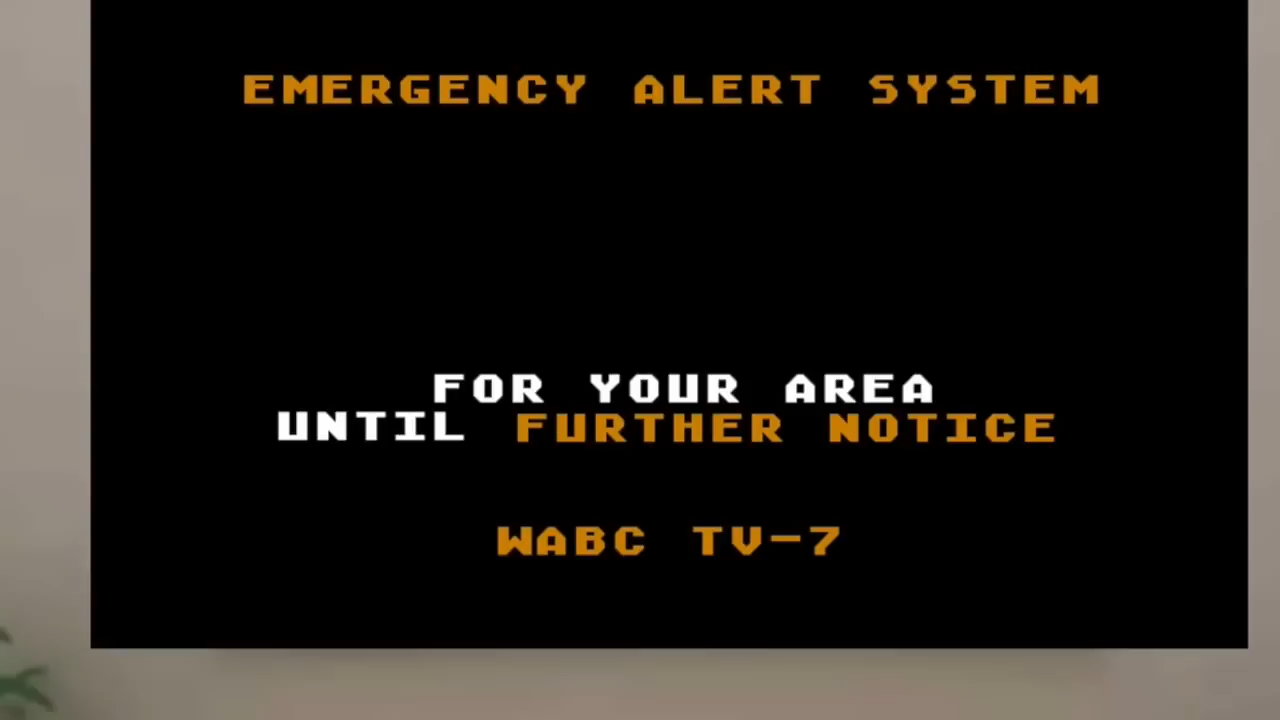 EMERGENCY ALERT SYSTEM
FOR YOUR AREA
UNTIL FURTHER NOTICE
WABC TV-7